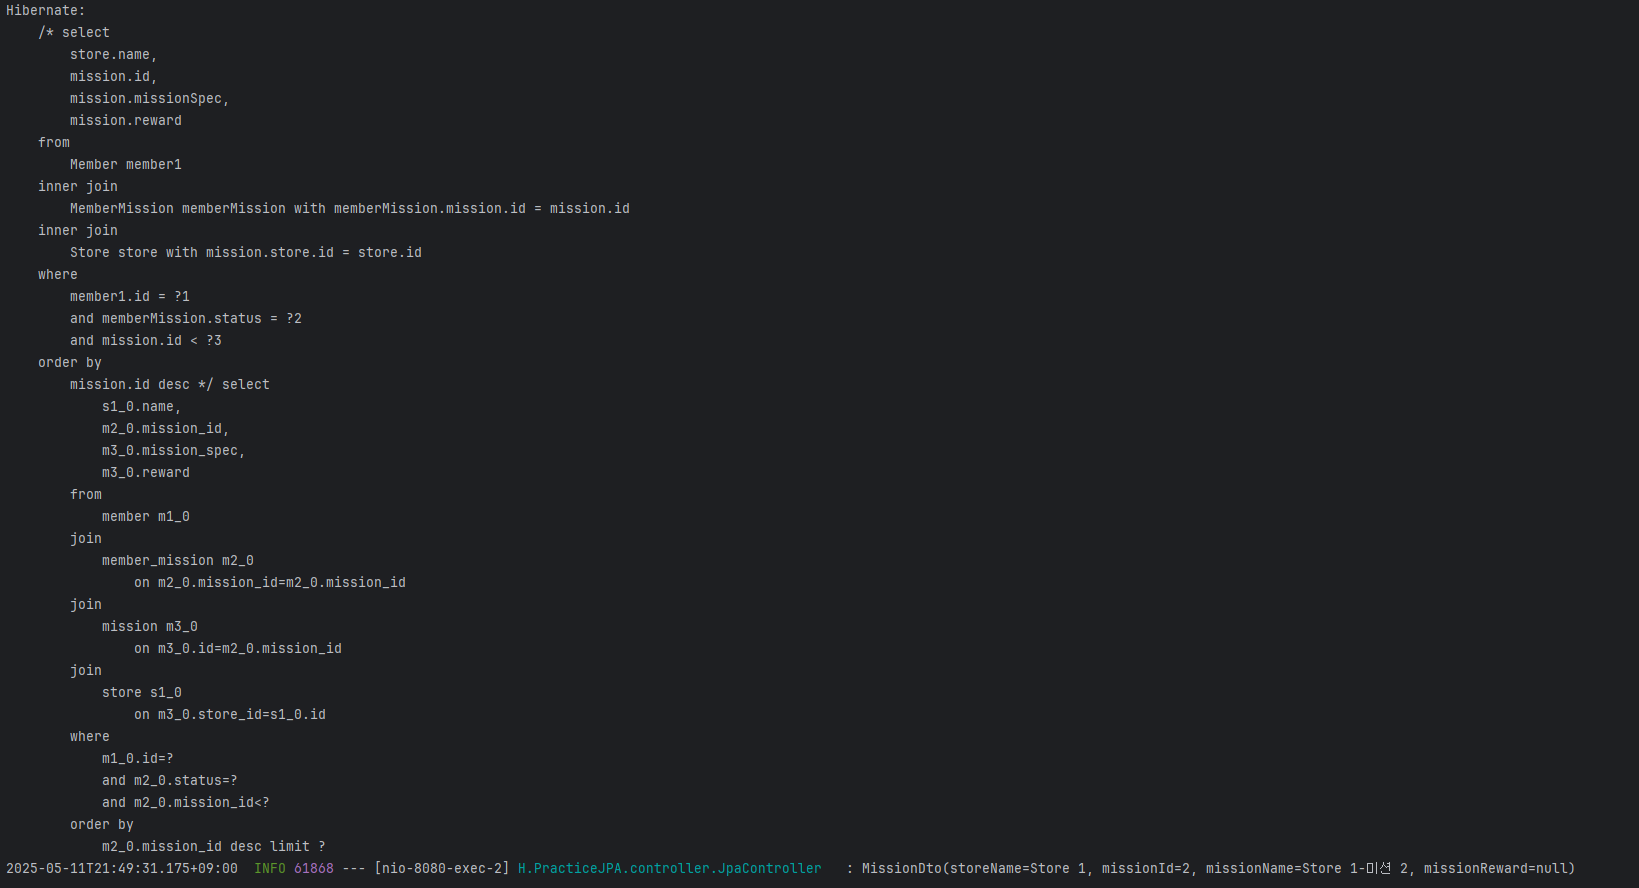 Hibernate:
    /* select
        store.name,
        mission.id,
        mission.missionSpec,
        mission.reward
    from
        Member member1
    inner join
        MemberMission memberMission with memberMission.mission.id = mission.id
    inner join
        Store store with mission.store.id = store.id
    where
        member1.id = ?1
        and memberMission.status = ?2
        and mission.id < ?3
    order by
        mission.id desc */ select
            s1_0.name,
            m2_0.mission_id,
            m3_0.mission_spec,
            m3_0.reward
        from
            member m1_0
        join
            member_mission m2_0
                on m2_0.mission_id=m2_0.mission_id
        join
            mission m3_0
                on m3_0.id=m2_0.mission_id
        join
            store s1_0
                on m3_0.store_id=s1_0.id
        where
            m1_0.id=?
            and m2_0.status=?
            and m2_0.mission_id<?
        order by
            m2_0.mission_id desc limit ?
2025-05-11T21:49:31.175+09:00  INFO 61868 --- [nio-8080-exec-2] H.PracticeJPA.controller.JpaController   : MissionDto(storeName=Store 1, missionId=2, missionName=Store 1-미션 2, missionReward=null)